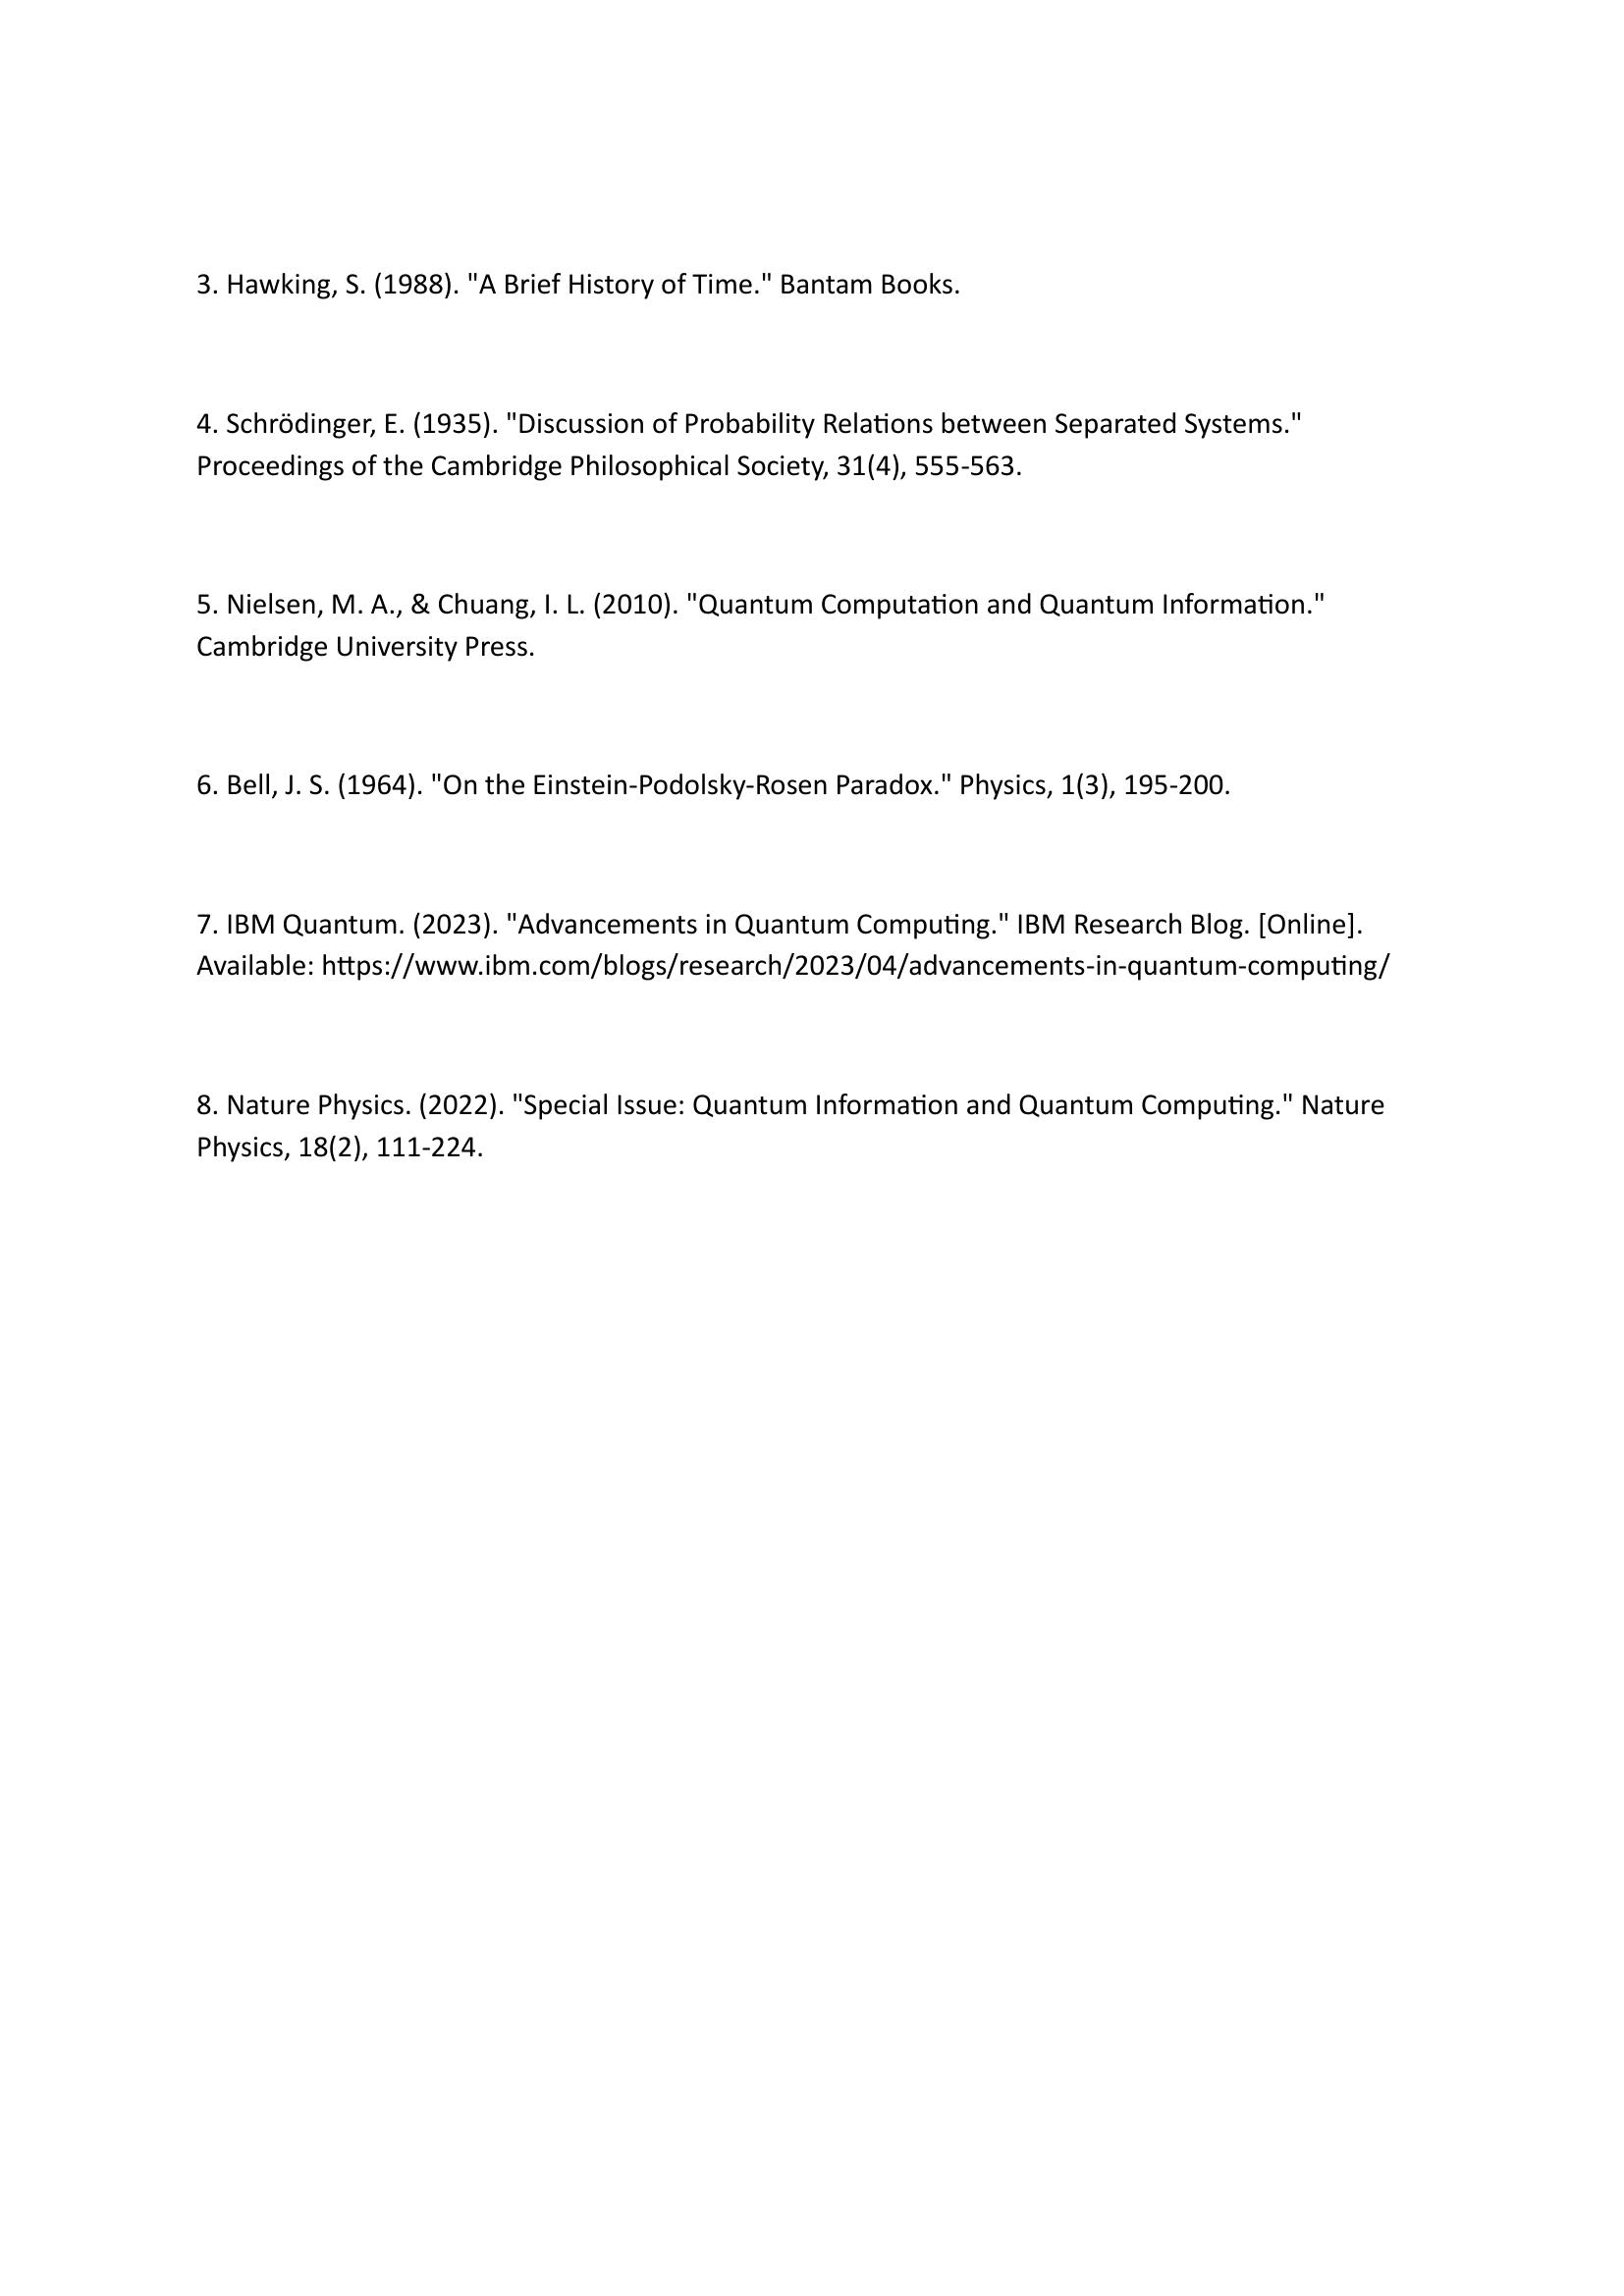 3. Hawking, S. (1988). "A Brief History of Time." Bantam Books.
4. Schrödinger, E. (1935). "Discussion of Probability Relations between Separated Systems."
Proceedings of the Cambridge Philosophical Society, 31(4), 555-563.
5. Nielsen, M. A., & Chuang, I. L. (2010). "Quantum Computation and Quantum Information."
Cambridge University Press.
6. Bell, J. S. (1964). "On the Einstein-Podolsky-Rosen Paradox." Physics, 1(3), 195-200.
7. IBM Quantum. (2023). "Advancements in Quantum Computing." IBM Research Blog. [Online].
Available: https://www.ibm.com/blogs/research/2023/04/advancements-in-quantum-computing/
8. Nature Physics. (2022). "Special Issue: Quantum Information and Quantum Computing." Nature
Physics, 18(2), 111-224.